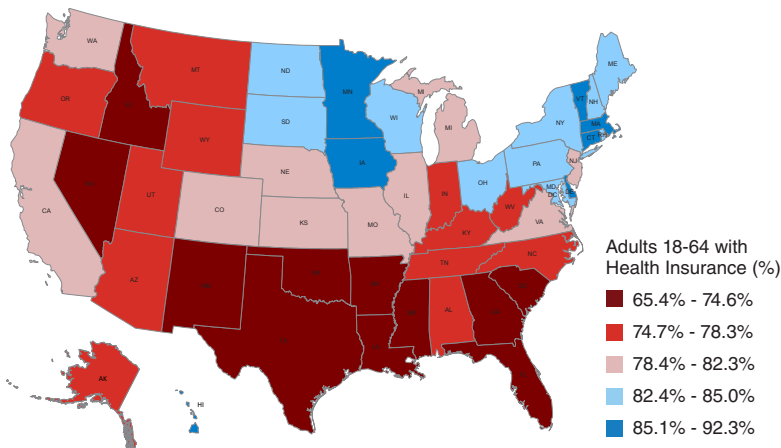 WA
MT
ND
MN
ME
OR
WY
SD
WI
MI
MI
NY
VT
NH
MA
CT
RI
CA
UT
CO
NE
KS
IA
MO
IL
IN
OH
PA
NJ
MD
DC
DE
WV
VA
KY
TN
NC
AZ
AL
AK
HI
Adults 18-64 with
Health Insurance (%)
65.4% - 74.6%
74.7% - 78.3%
78.4% - 82.3%
82.4% - 85.0%
85.1% - 92.3%